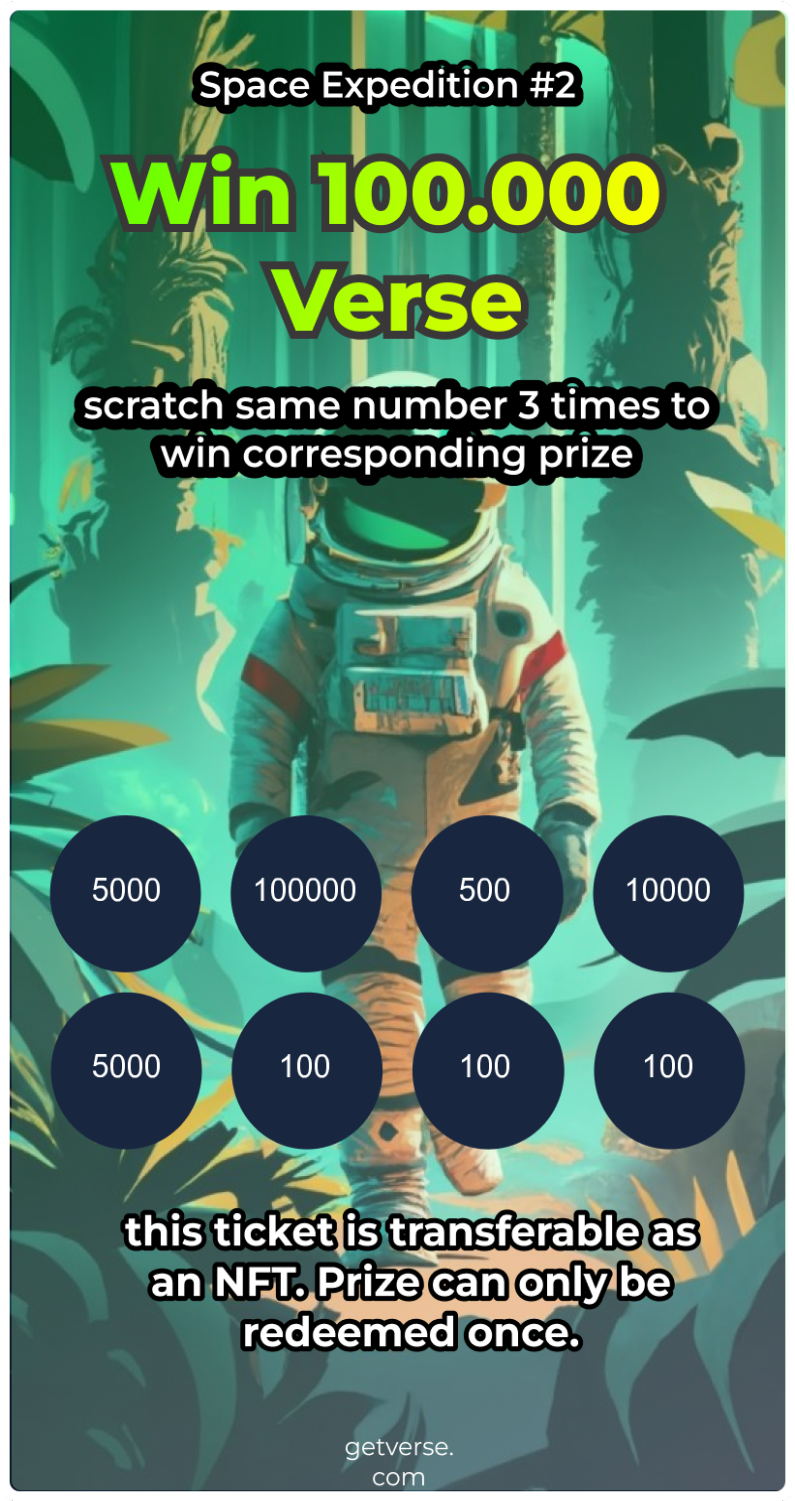 Space Expedition #2
Win 100.000
Verse
scratch same number 3 times to
win corresponding prize
5000 100000 500 10000
5000 100 100 100
this ticket is transferable as
an NFT. Prize can only be
redeemed once.
getverse.
com